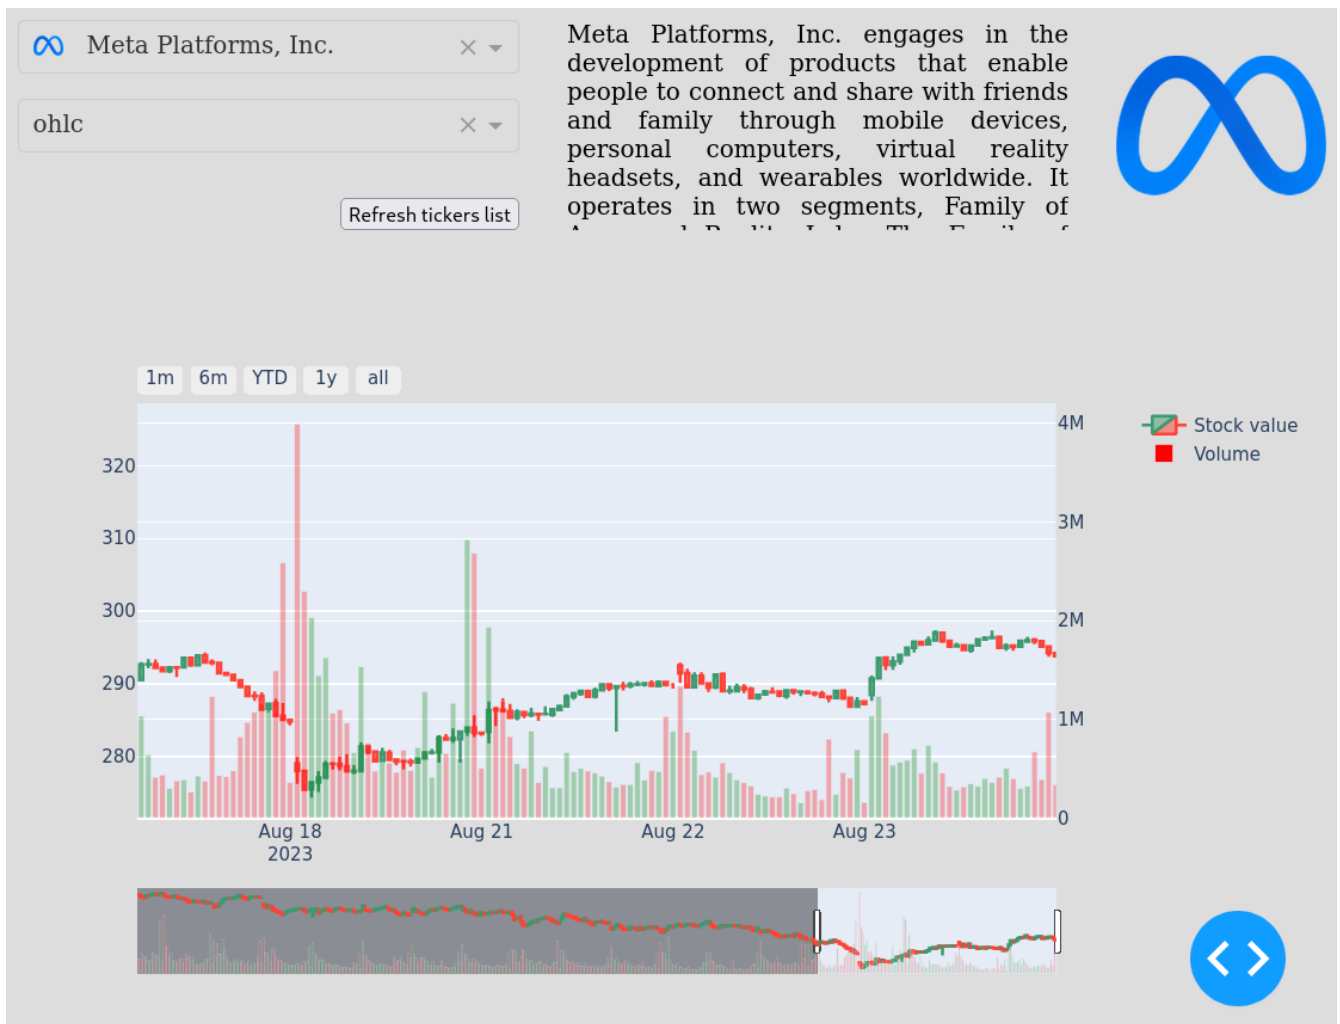 Meta Platforms, Inc.
ohlc
Refresh tickers list
Meta Platforms, Inc. engages in the
development of products that enable
people to connect and share with friends
and family through mobile devices,
personal computers, virtual reality
headsets, and wearables worldwide. It
operates in two segments, Family of
1m 6m YTD 1y all
Stock value
Volume
320
310
300
290
280
4M
3M
2M
1M
0
Aug 18
2023
Aug 21
Aug 22
Aug 23